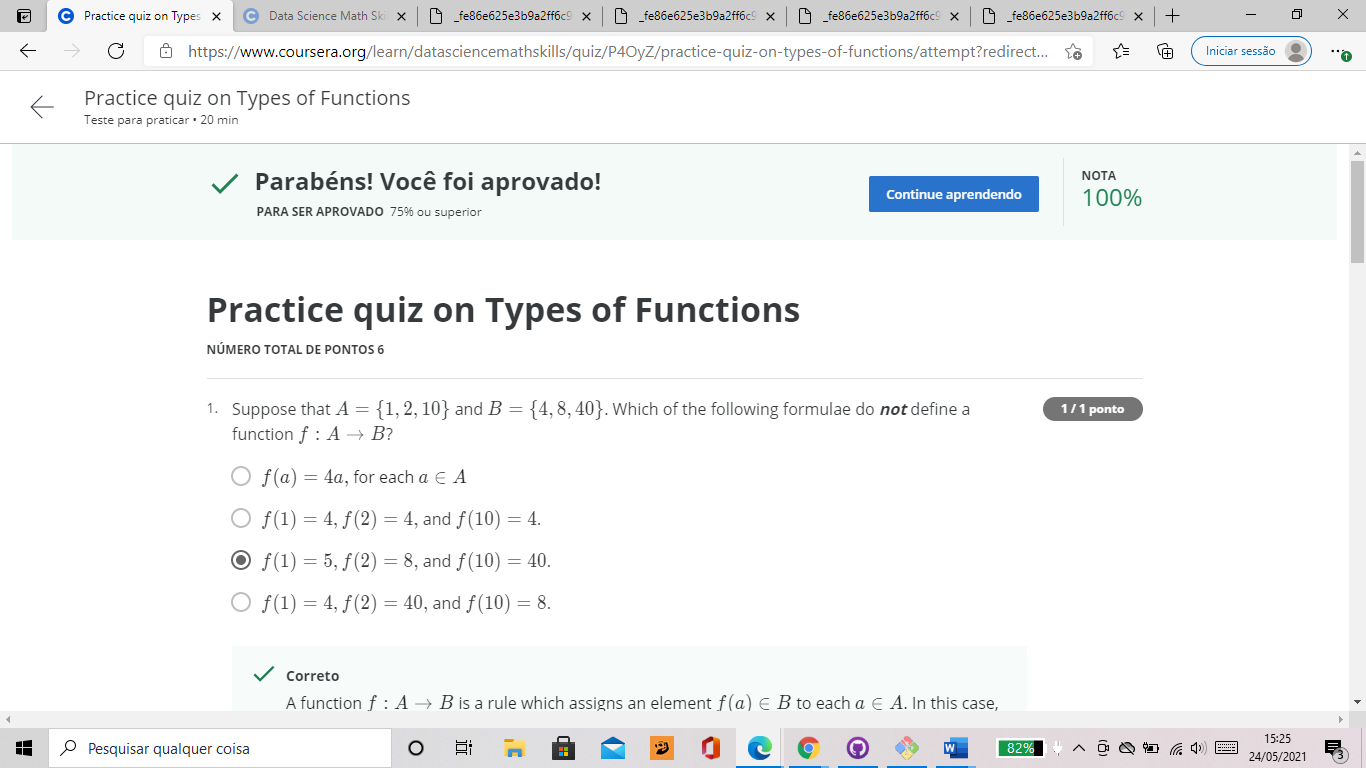 Practice quiz on Types
Data Science Math Ski
_fe86e625e3b9a2ff6c9
_fe86e625e3b9a2ff6c9
_fe86e625e3b9a2ff6c9
_fe86e625e3b9a2ff6c9
https://www.coursera.org/learn/datasciencemathskills/quiz/P4OyZ/practice-quiz-on-types-of-functions/attempt?redirect...
Iniciar sessão
Practice quiz on Types of Functions
Teste para praticar • 20 min
Parabéns! Você foi aprovado!
PARA SER APROVADO 75% ou superior
Continue aprendendo
NOTA
100%
Practice quiz on Types of Functions
NÚMERO TOTAL DE PONTOS 6
1. Suppose that A = {1, 2, 10} and B = {4, 8, 40}. Which of the following formulae do not define a
function f : A → B?
1 / 1 ponto
f(a) = 4a, for each a ∈ A
f(1) = 4, f(2) = 4, and f(10) = 4.
f(1) = 5, f(2) = 8, and f(10) = 40.
f(1) = 4, f(2) = 40, and f(10) = 8.
Correto
A function f : A → B is a rule which assigns an element f(a) ∈ B to each a ∈ A. In this case,
Pesquisar qualquer coisa
82%
15:25
24/05/2021
3